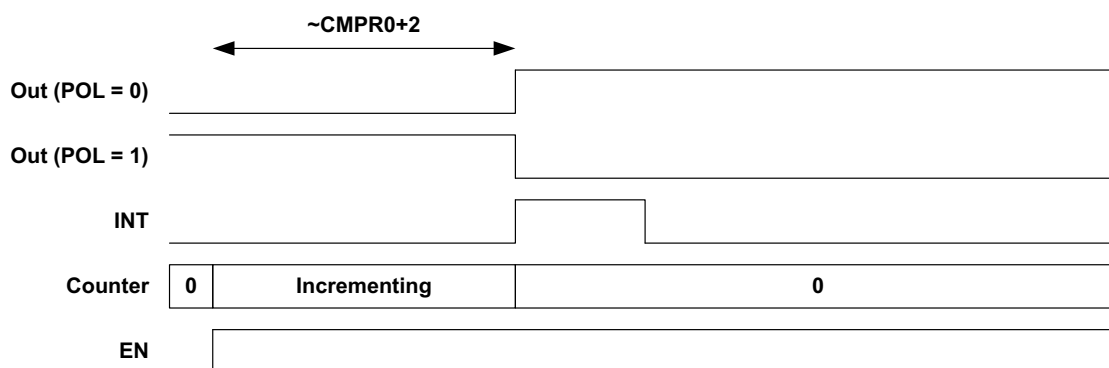 ~CMPR0+2
Out (POL = 0)
Out (POL = 1)
INT
Counter 0 Incrementing 0
EN